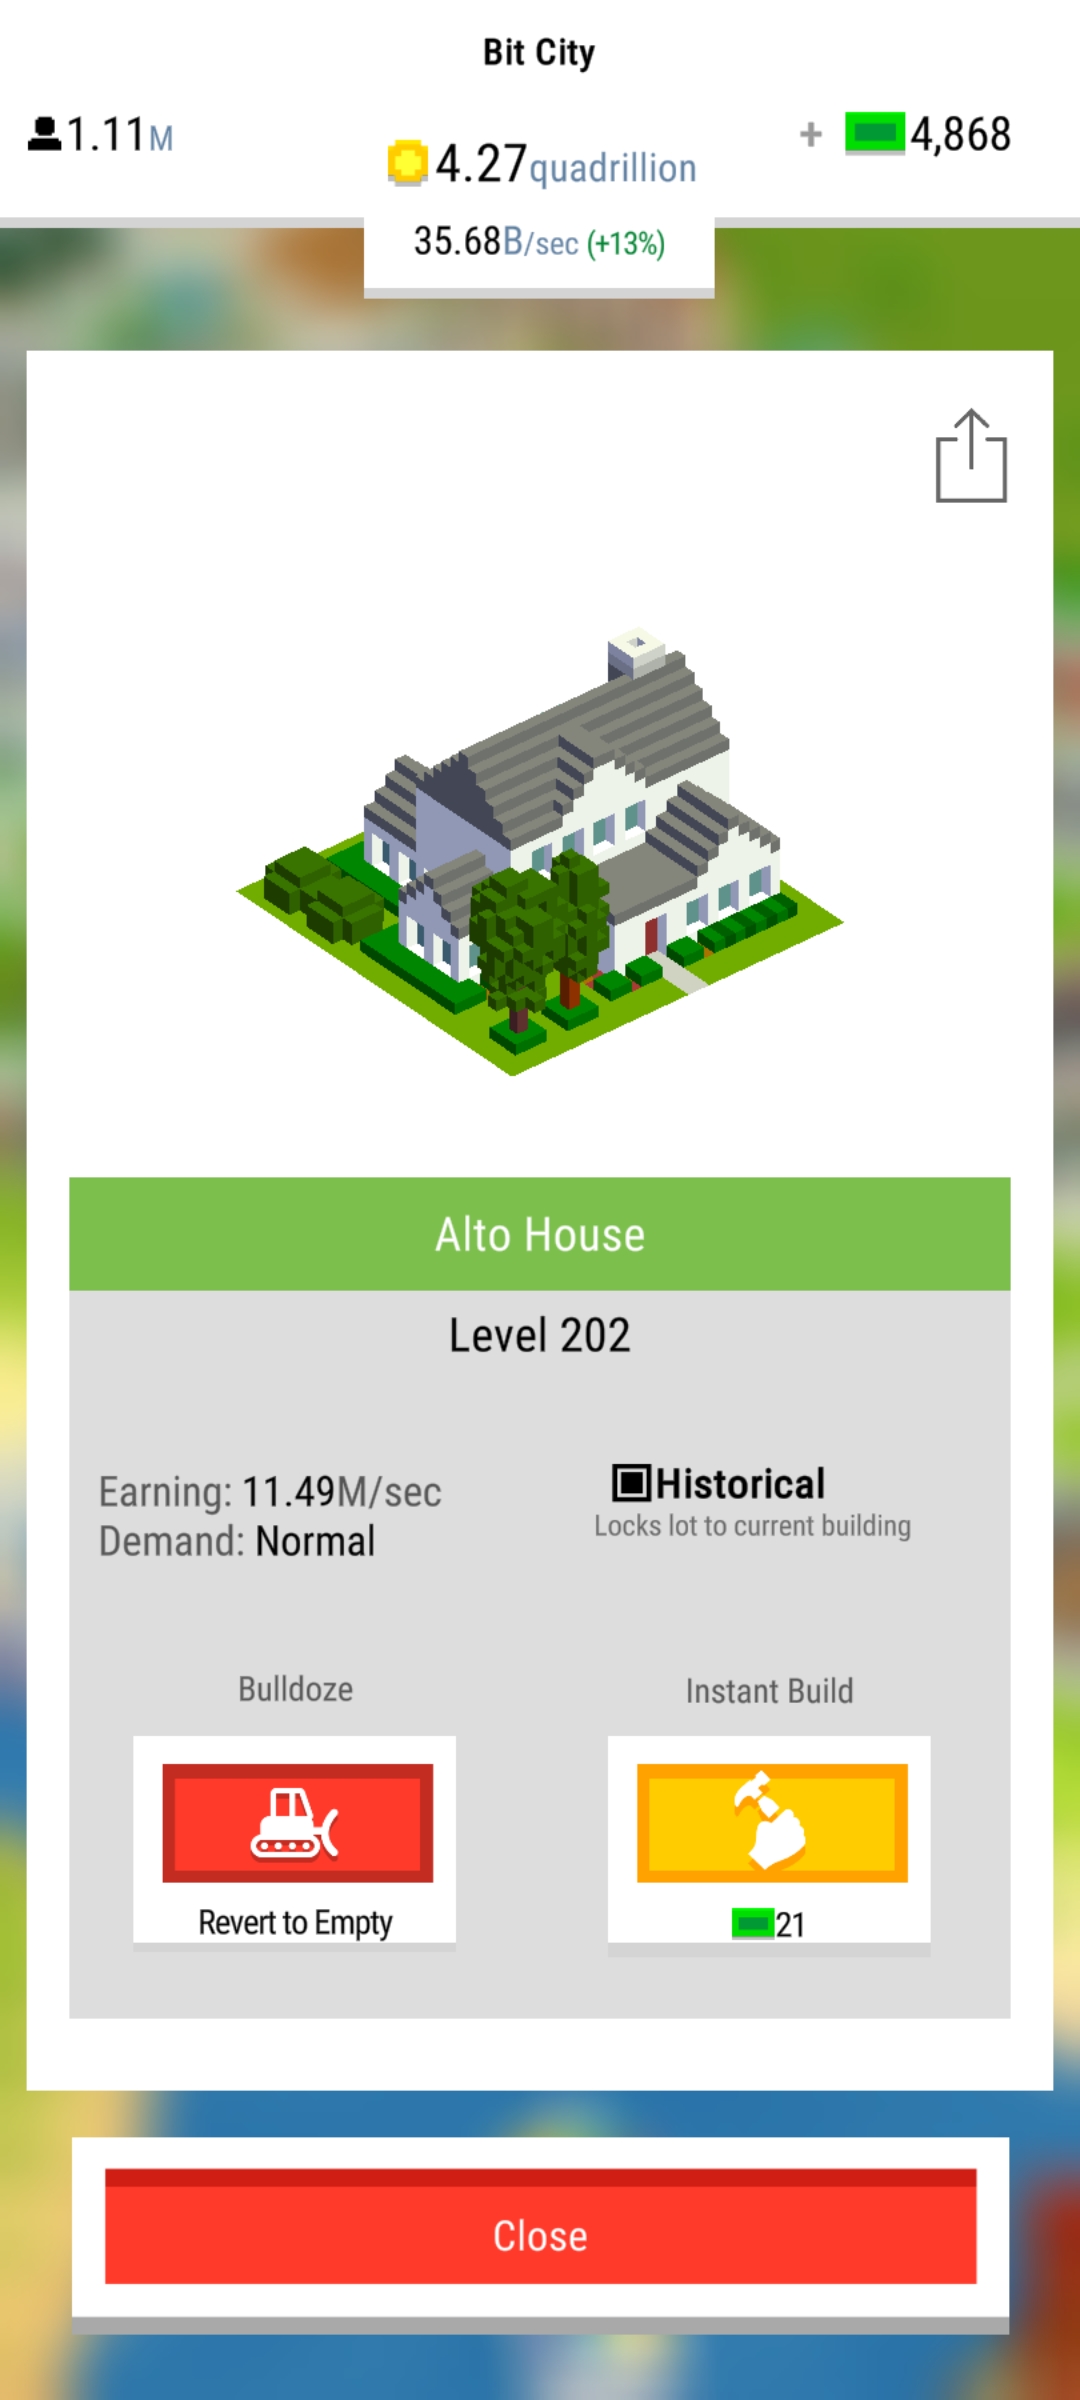 Bit City
1.11M
4.27quadrillion
+ 4,868
35.68B/sec (+13%)
Alto House
Level 202
Earning: 11.49M/sec
Demand: Normal
Historical
Locks lot to current building
Bulldoze
Instant Build
Revert to Empty
21
Close